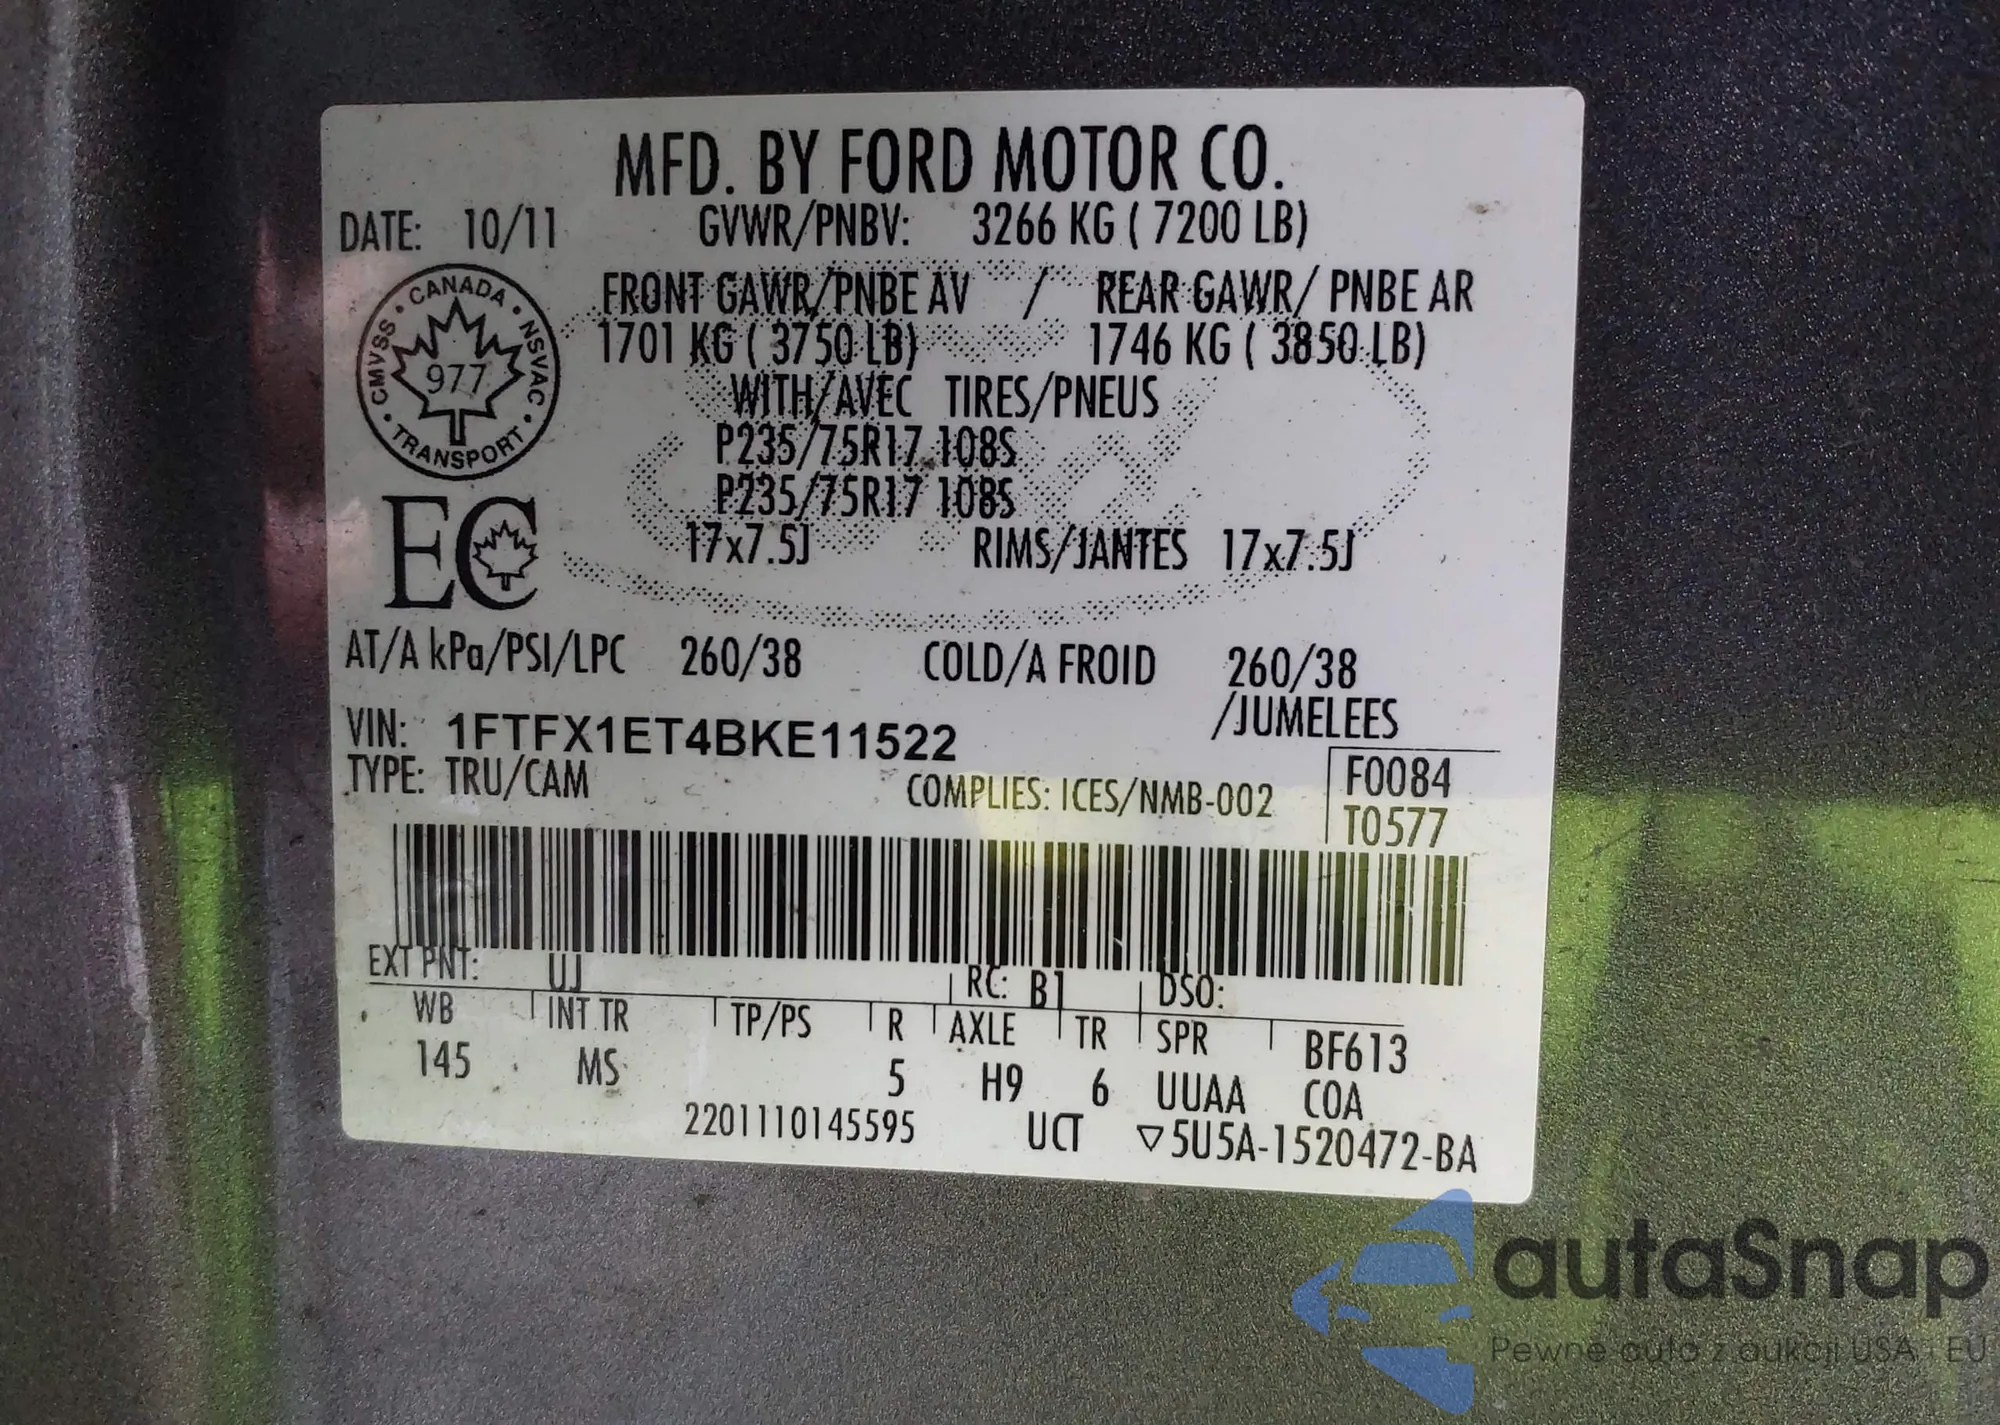 MFD. BY FORD MOTOR CO.
DATE: 10/11 GVWR/PNBV: 3266 KG ( 7200 LB)
FRONT GAWR/PNBE AV / REAR GAWR/ PNBE AR
1701 KG ( 3750 LB) 1746 KG ( 3850 LB)
WITH/AVEC TIRES/PNEUS
P235/75R17 108S
P235/75R17 108S
17x7.5J RIMS/JANTES 17x7.5J
CANADA • NSVAC • TRANSPORT • CMVSS •
977
EC
AT/A kPa/PSI/LPC 260/38 COLD/A FROID 260/38
/JUMELEES
VIN: 1FTFX1ET4BKE11522
TYPE: TRU/CAM COMPLIES: ICES/NMB-002
F0084
T0577
EXT PNT: UJ RC: B1 DSO:
WB INT TR TP/PS R AXLE TR SPR BF613
145 MS 5 H9 6 UUAA COA
2201110145595 UCT ▽5U5A-1520472-BA
autaSnap
Pewne auto z aukcji USA i EU